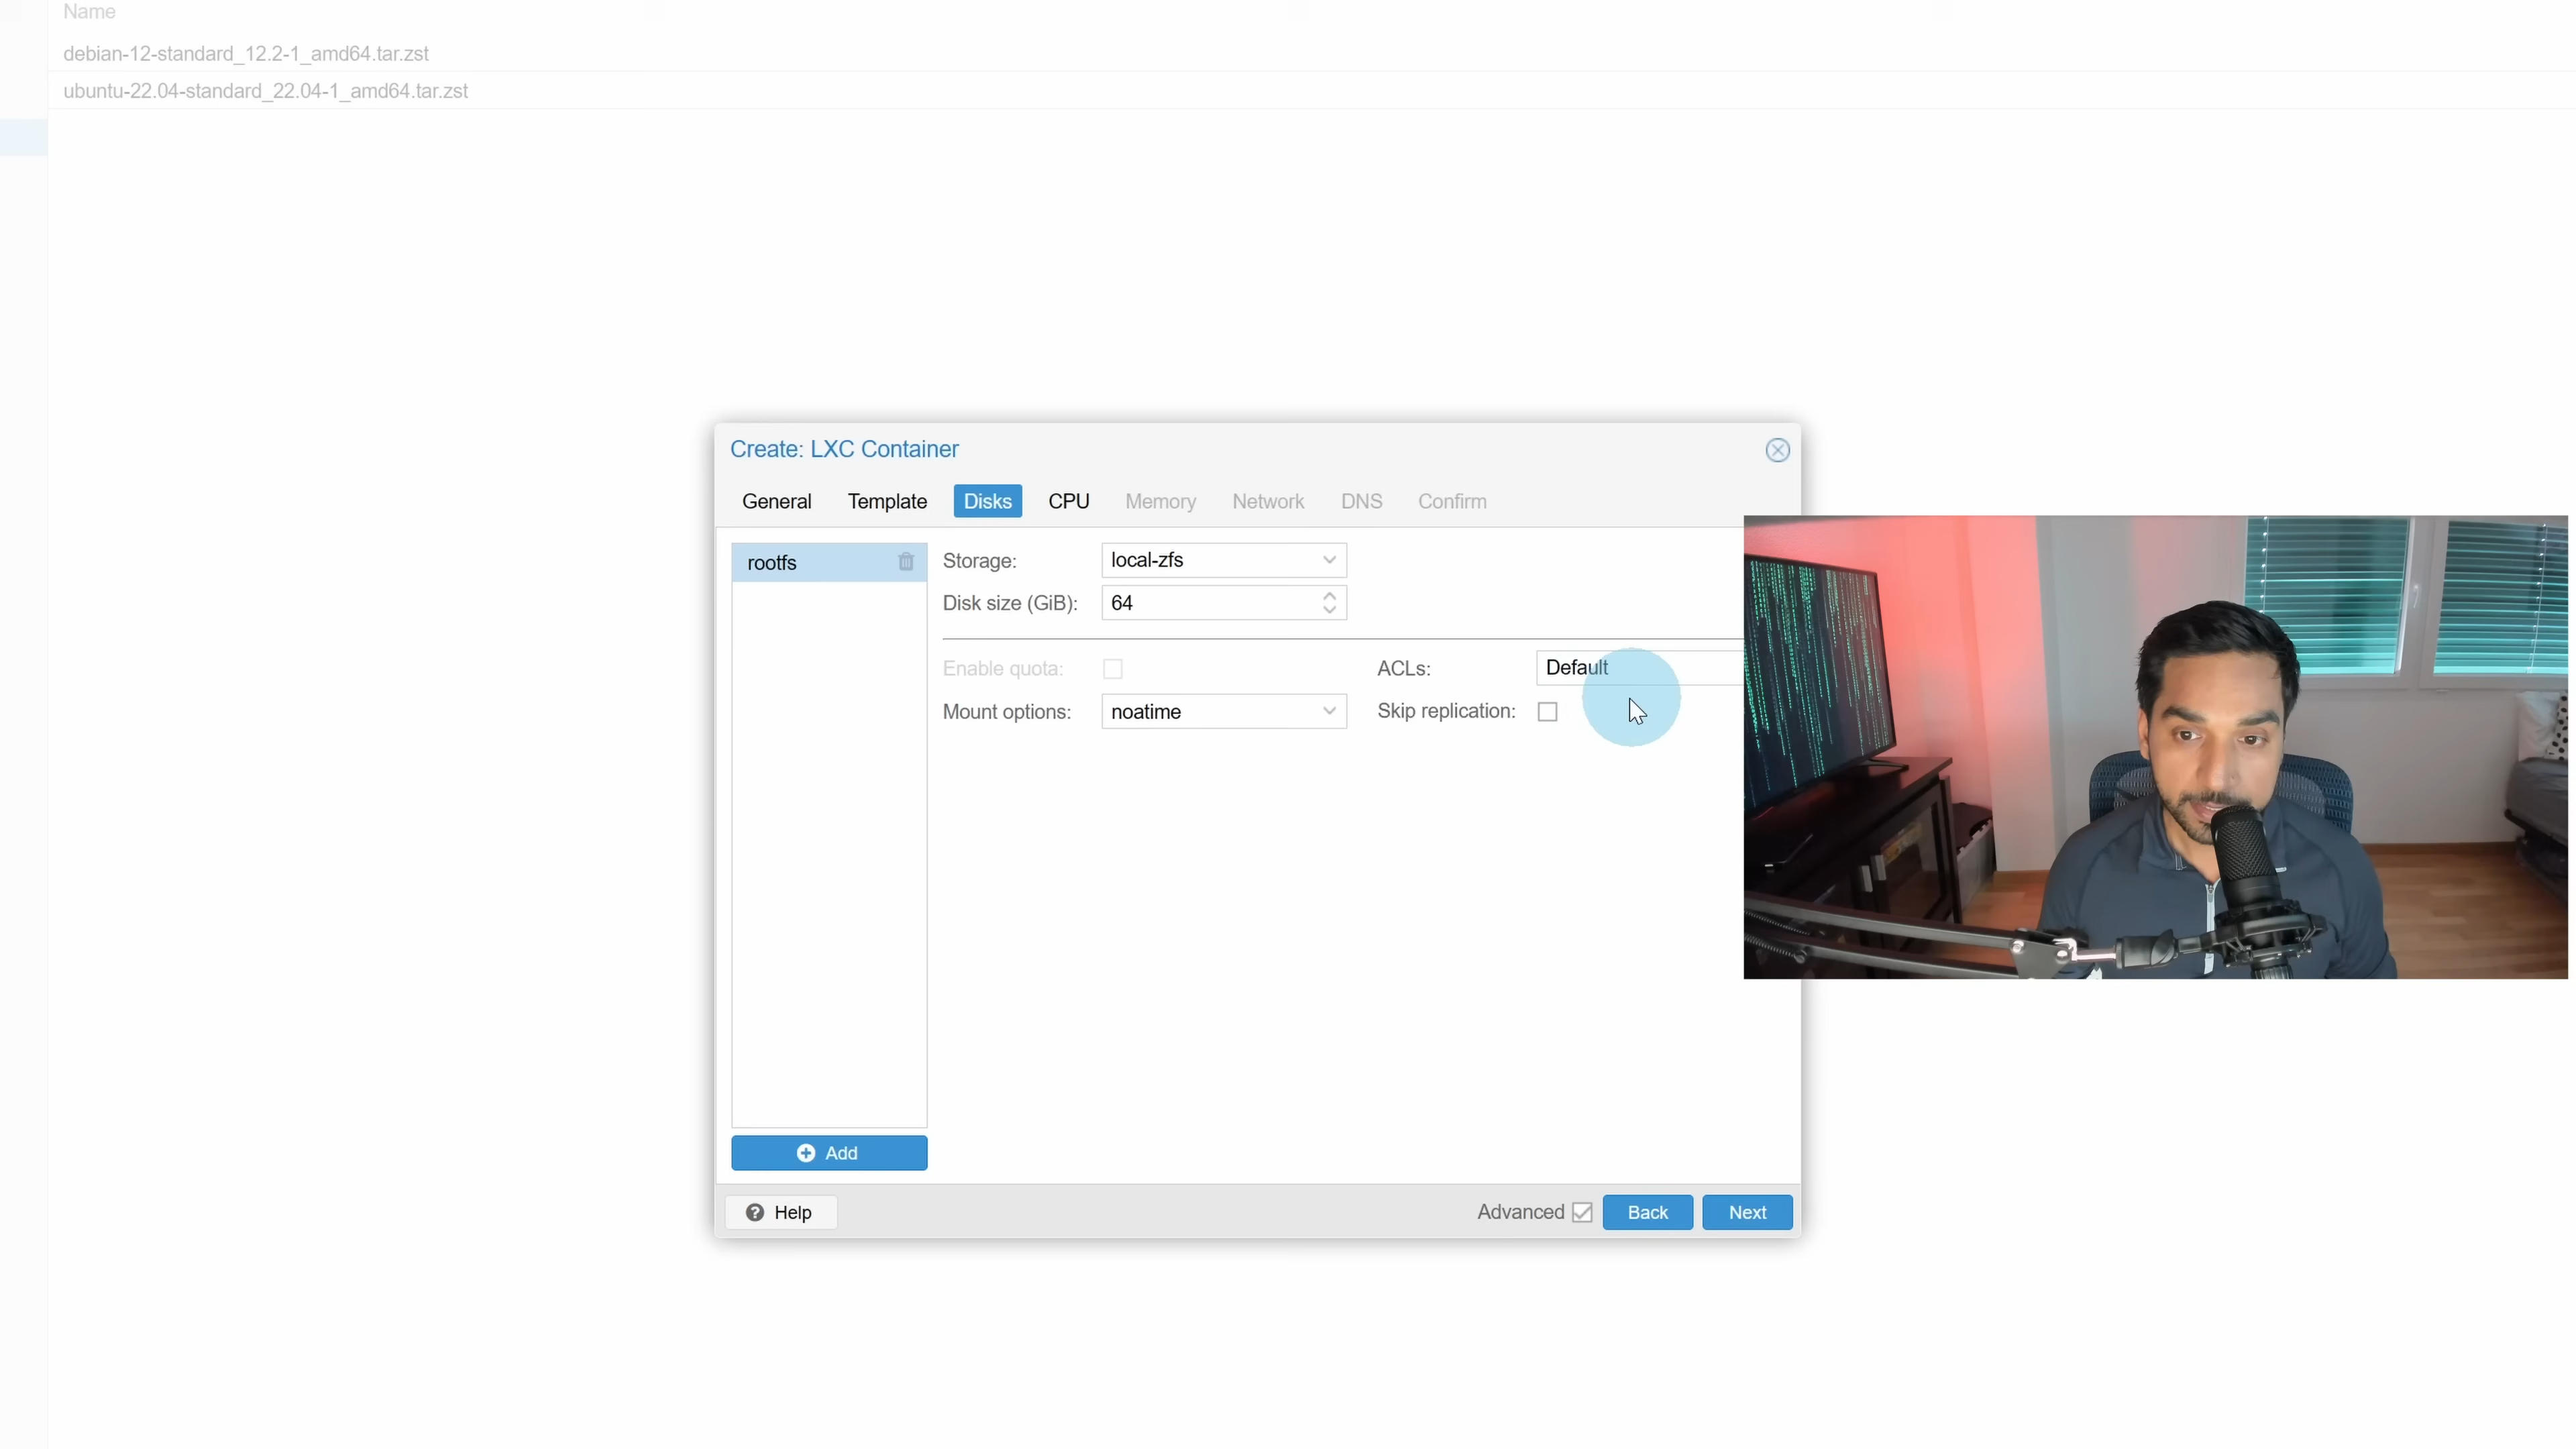 Name
debian-12-standard_12.2-1_amd64.tar.zst
ubuntu-22.04-standard_22.04-1_amd64.tar.zst
Create: LXC Container
General Template Disks CPU Memory Network DNS Confirm
rootfs
Storage: local-zfs
Disk size (GiB): 64
Enable quota: ACLs: Default
Mount options: noatime Skip replication:
Add
Help Advanced Back Next